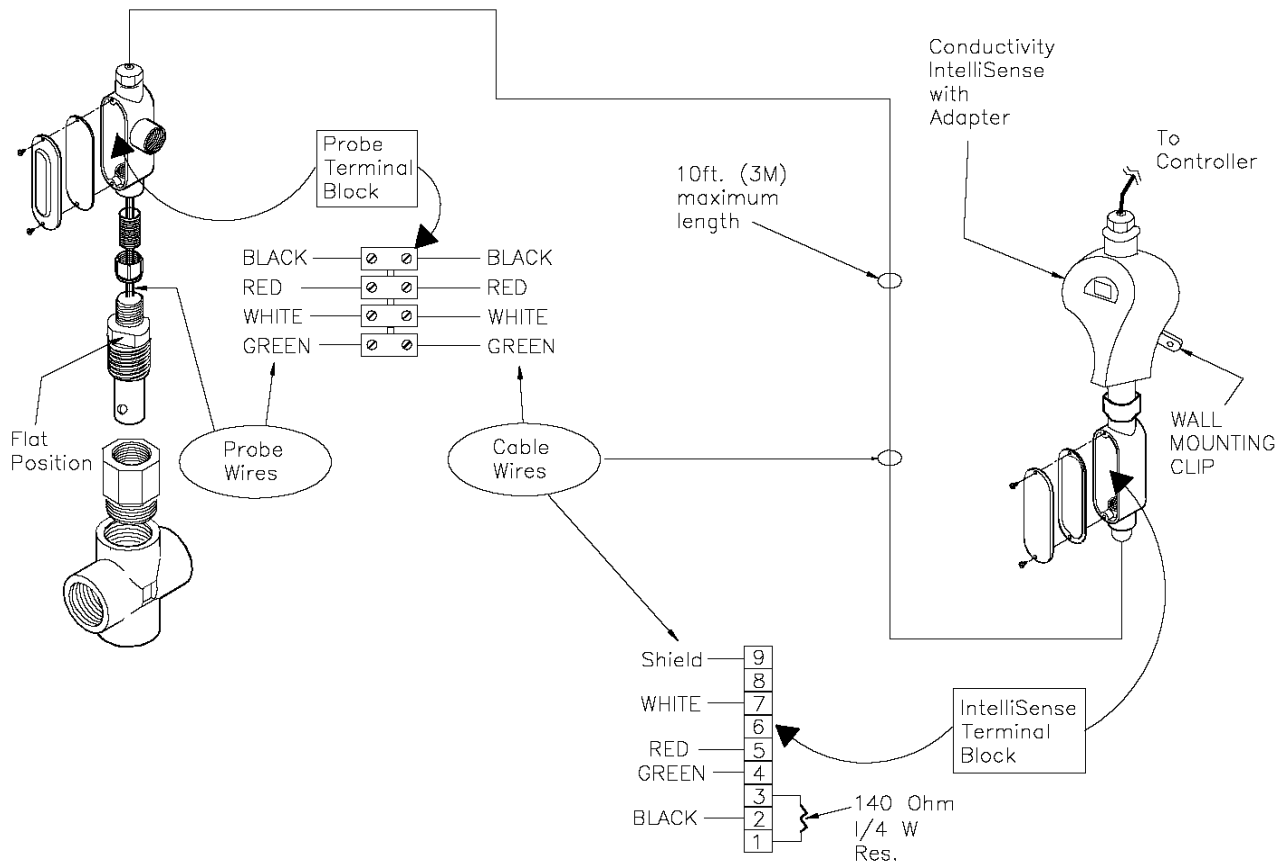 Conductivity
IntelliSense
with
Adapter
To
Controller
Probe
Terminal
Block
10ft. (3M)
maximum
length
BLACK BLACK
RED RED
WHITE WHITE
GREEN GREEN
Flat
Position
Probe
Wires
Cable
Wires
WALL
MOUNTING
CLIP
Shield 9
8
WHITE 7
6
RED 5
GREEN 4
3
BLACK 2
1
IntelliSense
Terminal
Block
140 Ohm
1/4 W
Res.